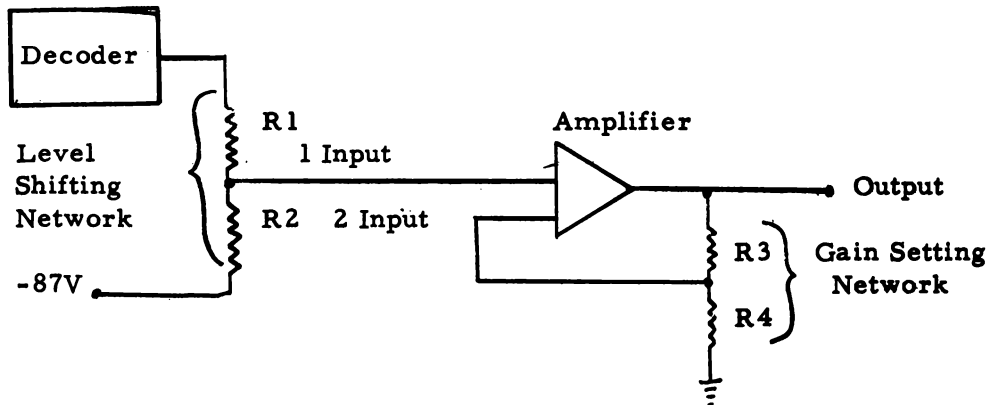 Decoder
R1
Amplifier
Level
Shifting
Network
1 Input
Output
R2
2 Input
-87V
R3
Gain Setting
Network
R4